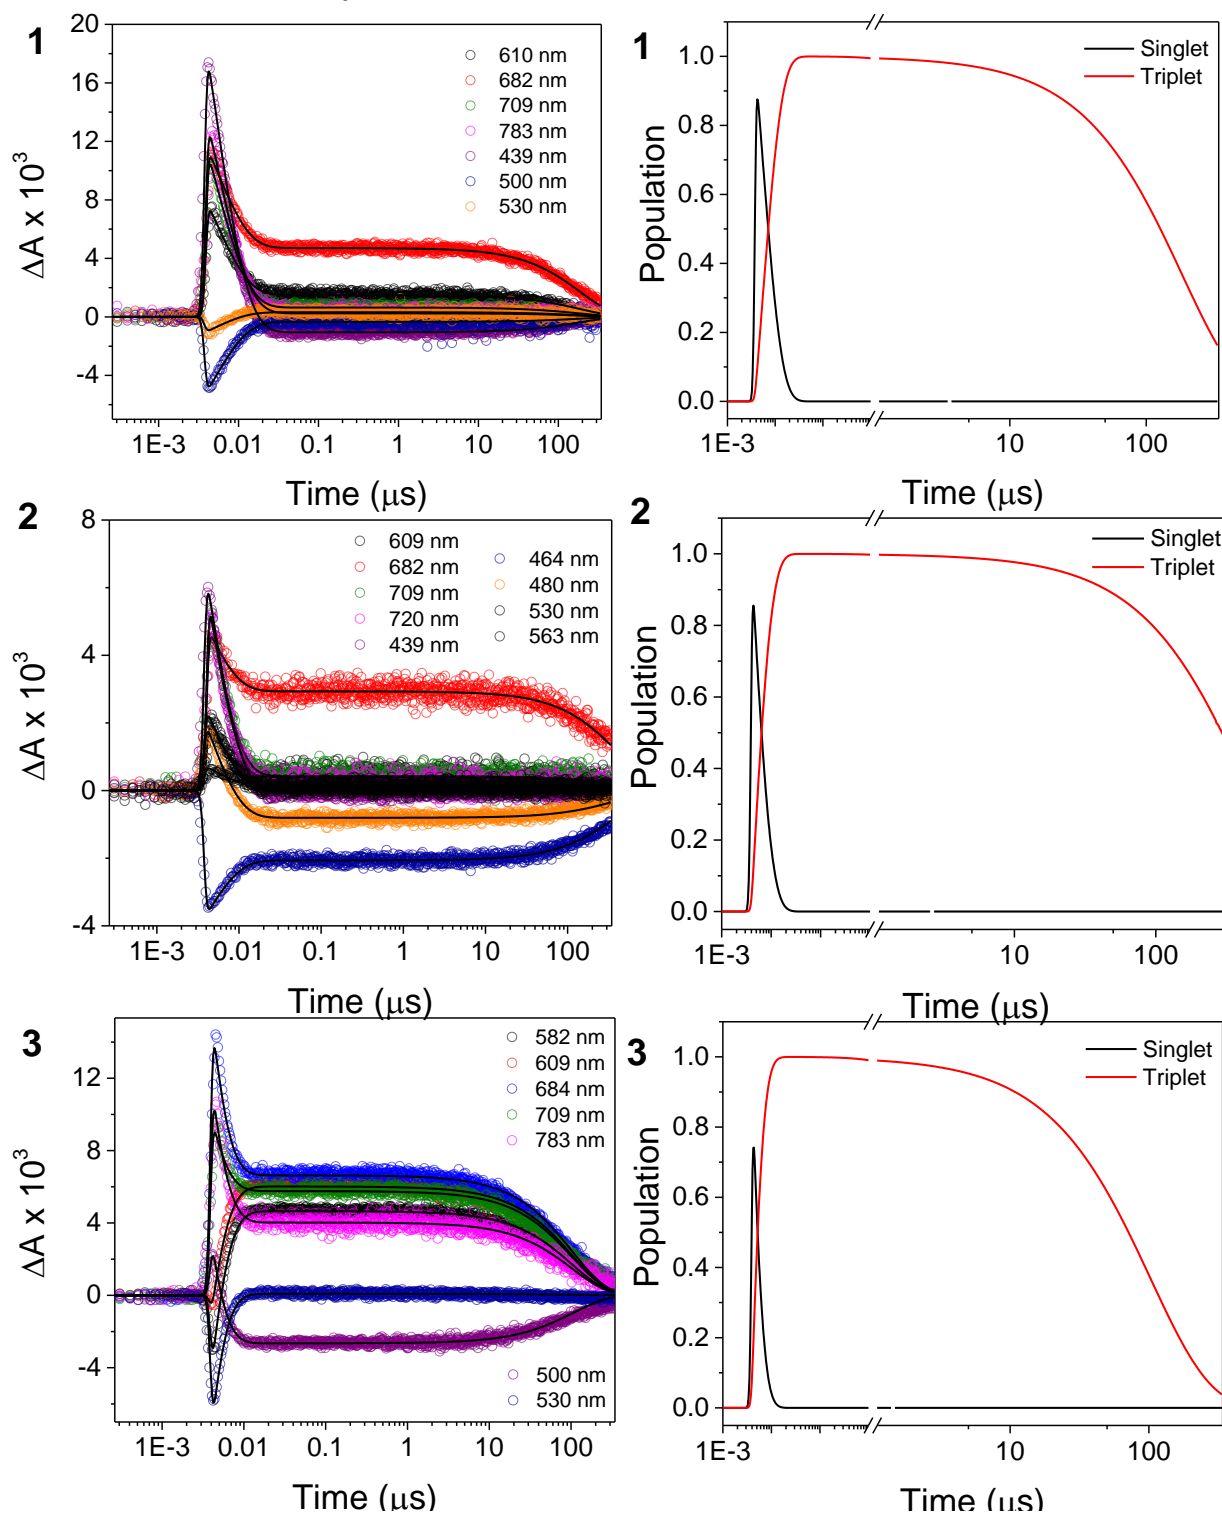 1
20
16
12
8
4
0
-4
ΔA x 10³
610 nm
682 nm
709 nm
783 nm
439 nm
500 nm
530 nm
1E-3 0.01 0.1 1 10 100
Time (μs)
1
1.0
0.8
0.6
0.4
0.2
0.0
Population
Singlet
Triplet
1E-3 10 100
Time (μs)
2
8
4
0
-4
ΔA x 10³
609 nm
682 nm
709 nm
720 nm
439 nm
464 nm
480 nm
530 nm
563 nm
1E-3 0.01 0.1 1 10 100
Time (μs)
2
1.0
0.8
0.6
0.4
0.2
0.0
Population
Singlet
Triplet
1E-3 10 100
Time (μs)
3
12
8
4
0
-4
ΔA x 10³
582 nm
609 nm
684 nm
709 nm
783 nm
500 nm
530 nm
1E-3 0.01 0.1 1 10 100
Time (μs)
3
1.0
0.8
0.6
0.4
0.2
0.0
Population
Singlet
Triplet
1E-3 10 100
Time (μs)